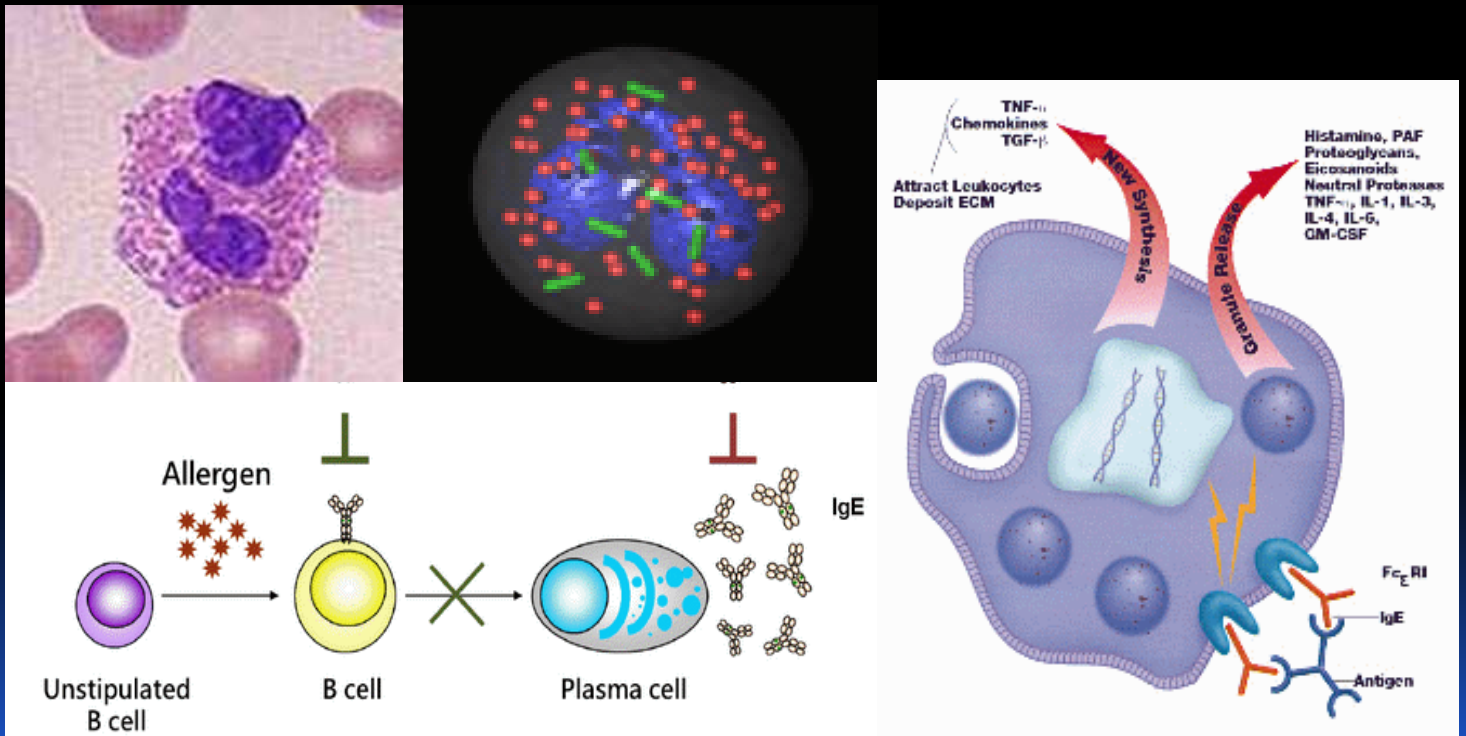 TNF-α
Chemokines
TGF-β
Attract Leukocytes
Deposit ECM
New Synthesis
Granule Release
Histamine, PAF
Proteoglycans,
Eicosanoids
Neutral Proteases
TNF-α, IL-1, IL-3,
IL-4, IL-6,
GM-CSF
FcεRI
IgE
Antigen
Allergen
IgE
Unstipulated
B cell
B cell
Plasma cell